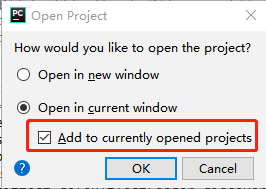 PC
Open Project
How would you like to open the project?
Open in new window
Open in current window
Add to currently opened projects
?
OK
Cancel